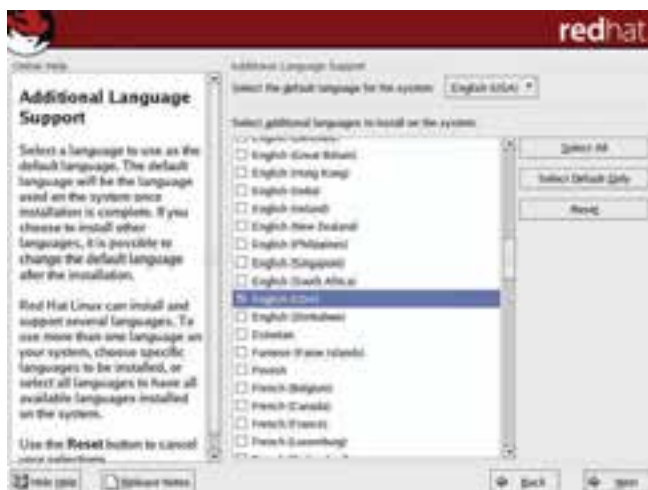 redhat
Online Help
Additional Language
Support
Select a language to use as the
default language. The default
language will be the language
used on the system once
installation is complete. If you
choose to install other
languages, it is possible to
change the default language
after the installation.
Red Hat Linux can install and
support several languages. To
use more than one language on
your system, choose specific
languages to be installed, or
select all languages to have all
available languages installed
on the system.
Use the Reset button to cancel
your selections.
Hide Help
Release Notes
Additional Language Support
Select the default language for the system: English (USA)
Select additional languages to install on the system:
English (Great Britain)
English (Hong Kong)
English (India)
English (Ireland)
English (New Zealand)
English (Philippines)
English (Singapore)
English (South Africa)
English (USA)
English (Zimbabwe)
Estonian
Faroese (Faroe Islands)
Finnish
French (Belgium)
French (Canada)
French (France)
French (Luxemburg)
Select All
Select Default Only
Reset
Back
Next